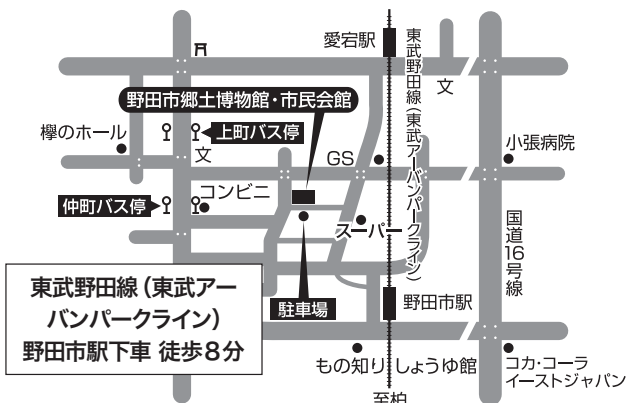 愛宕駅
東武野田線(東武アーバンパークライン)
文
野田市郷土博物館・市民会館
欅のホール
上町バス停
文
GS
小張病院
仲町バス停
コンビニ
スーパー
国道16号線
東武野田線(東武アー
バンパークライン)
野田市駅下車 徒歩8分
駐車場
野田市駅
もの知りしょうゆ館
コカ・コーラ
イーストジャパン
至柏